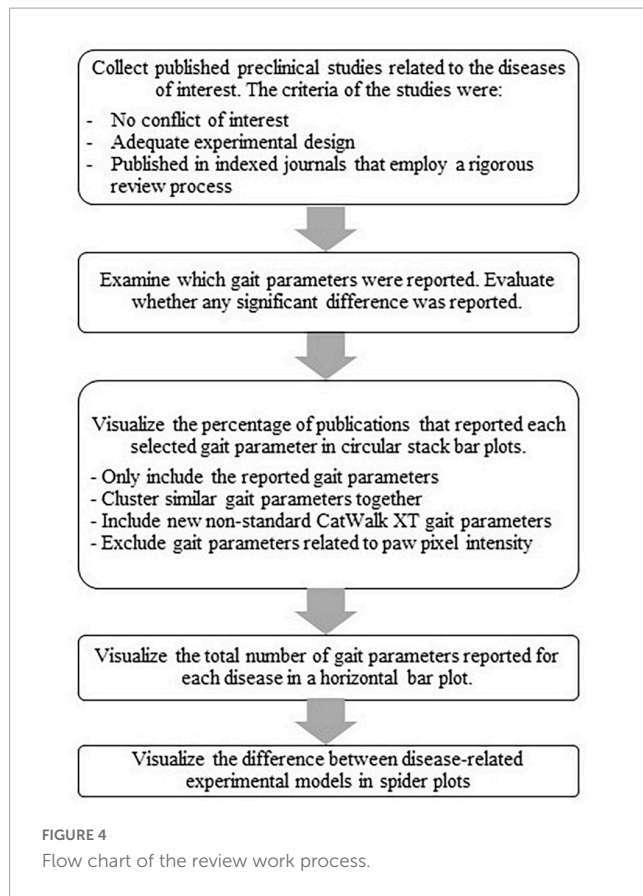 Collect published preclinical studies related to the diseases
of interest. The criteria of the studies were:
- No conflict of interest
- Adequate experimental design
- Published in indexed journals that employ a rigorous
review process
Examine which gait parameters were reported. Evaluate
whether any significant difference was reported.
Visualize the percentage of publications that reported each
selected gait parameter in circular stack bar plots.
- Only include the reported gait parameters
- Cluster similar gait parameters together
- Include new non-standard CatWalk XT gait parameters
- Exclude gait parameters related to paw pixel intensity
Visualize the total number of gait parameters reported for
each disease in a horizontal bar plot.
Visualize the difference between disease-related
experimental models in spider plots
FIGURE 4
Flow chart of the review work process.